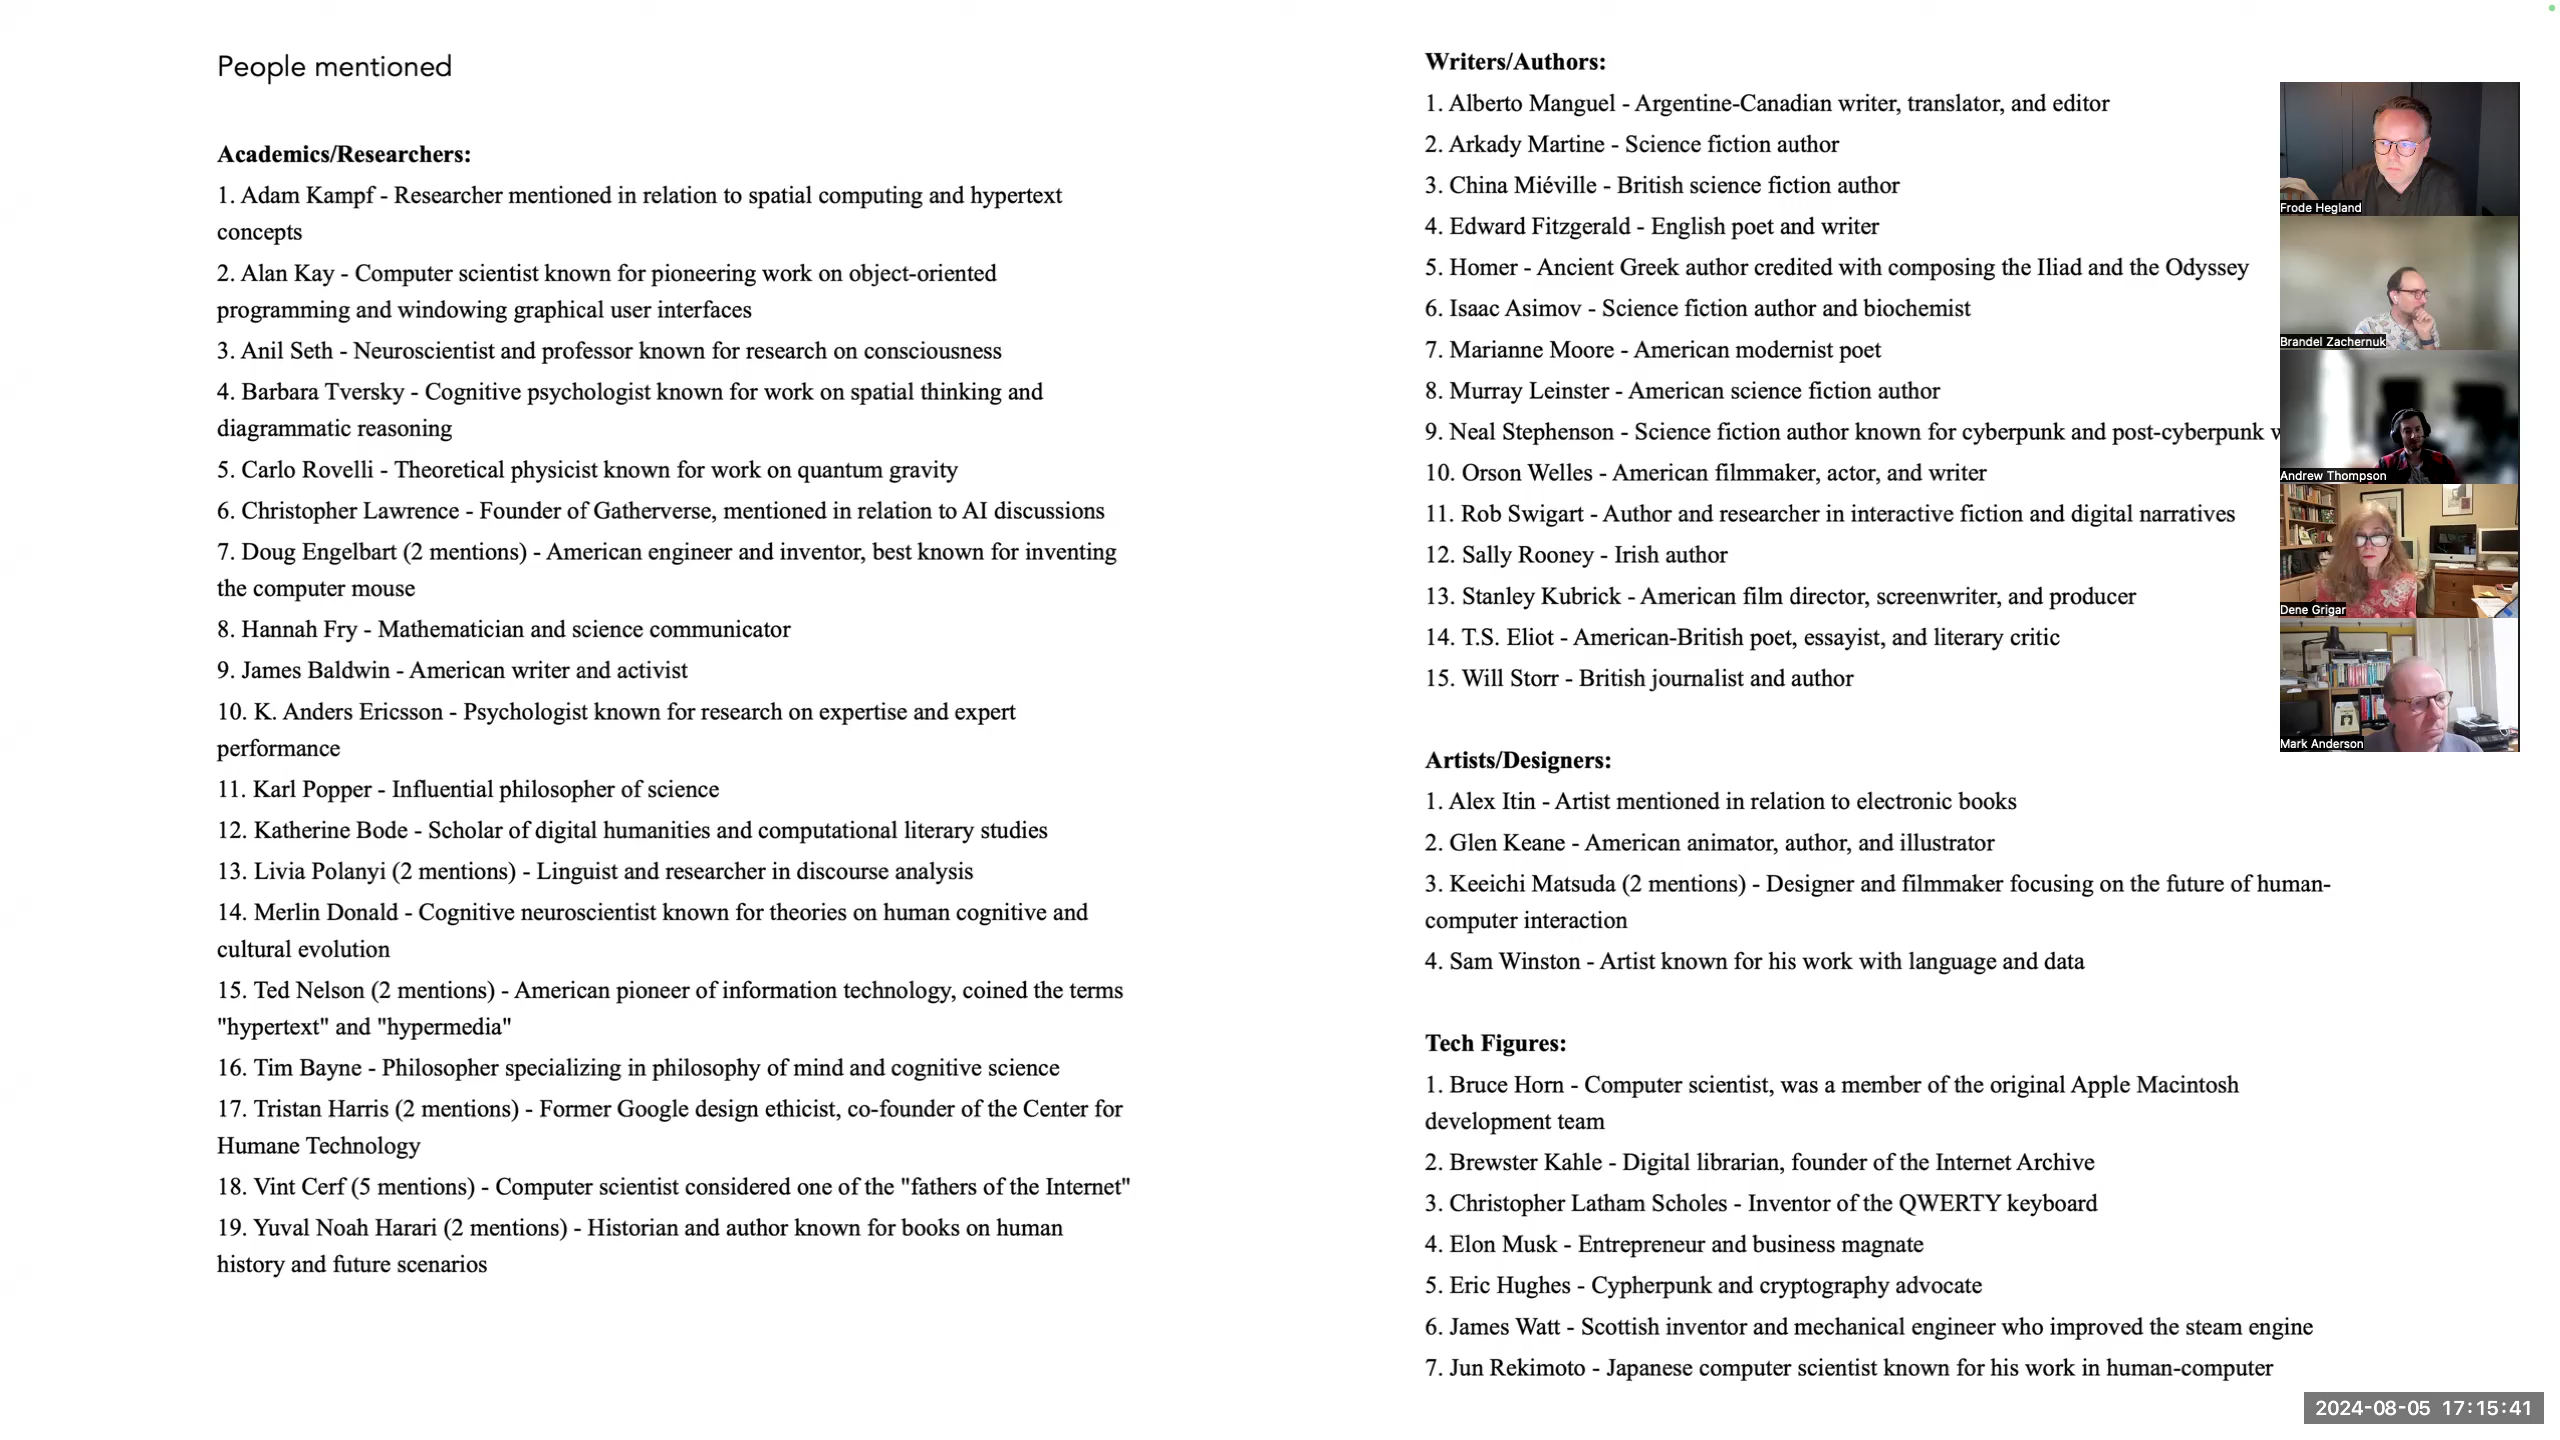 People mentioned
Academics/Researchers:
1. Adam Kampf - Researcher mentioned in relation to spatial computing and hypertext
concepts
2. Alan Kay - Computer scientist known for pioneering work on object-oriented
programming and windowing graphical user interfaces
3. Anil Seth - Neuroscientist and professor known for research on consciousness
4. Barbara Tversky - Cognitive psychologist known for work on spatial thinking and
diagrammatic reasoning
5. Carlo Rovelli - Theoretical physicist known for work on quantum gravity
6. Christopher Lawrence - Founder of Gatherverse, mentioned in relation to AI discussions
7. Doug Engelbart (2 mentions) - American engineer and inventor, best known for inventing
the computer mouse
8. Hannah Fry - Mathematician and science communicator
9. James Baldwin - American writer and activist
10. K. Anders Ericsson - Psychologist known for research on expertise and expert
performance
11. Karl Popper - Influential philosopher of science
12. Katherine Bode - Scholar of digital humanities and computational literary studies
13. Livia Polanyi (2 mentions) - Linguist and researcher in discourse analysis
14. Merlin Donald - Cognitive neuroscientist known for theories on human cognitive and
cultural evolution
15. Ted Nelson (2 mentions) - American pioneer of information technology, coined the terms
"hypertext" and "hypermedia"
16. Tim Bayne - Philosopher specializing in philosophy of mind and cognitive science
17. Tristan Harris (2 mentions) - Former Google design ethicist, co-founder of the Center for
Humane Technology
18. Vint Cerf (5 mentions) - Computer scientist considered one of the "fathers of the Internet"
19. Yuval Noah Harari (2 mentions) - Historian and author known for books on human
history and future scenarios
Writers/Authors:
1. Alberto Manguel - Argentine-Canadian writer, translator, and editor
2. Arkady Martine - Science fiction author
3. China Miéville - British science fiction author
4. Edward Fitzgerald - English poet and writer
5. Homer - Ancient Greek author credited with composing the Iliad and the Odyssey
6. Isaac Asimov - Science fiction author and biochemist
7. Marianne Moore - American modernist poet
8. Murray Leinster - American science fiction author
9. Neal Stephenson - Science fiction author known for cyberpunk and post-cyberpunk
10. Orson Welles - American filmmaker, actor, and writer
11. Rob Swigart - Author and researcher in interactive fiction and digital narratives
12. Sally Rooney - Irish author
13. Stanley Kubrick - American film director, screenwriter, and producer
14. T.S. Eliot - American-British poet, essayist, and literary critic
15. Will Storr - British journalist and author
Artists/Designers:
1. Alex Itin - Artist mentioned in relation to electronic books
2. Glen Keane - American animator, author, and illustrator
3. Keeichi Matsuda (2 mentions) - Designer and filmmaker focusing on the future of human-
computer interaction
4. Sam Winston - Artist known for his work with language and data
Tech Figures:
1. Bruce Horn - Computer scientist, was a member of the original Apple Macintosh
development team
2. Brewster Kahle - Digital librarian, founder of the Internet Archive
3. Christopher Latham Scholes - Inventor of the QWERTY keyboard
4. Elon Musk - Entrepreneur and business magnate
5. Eric Hughes - Cypherpunk and cryptography advocate
6. James Watt - Scottish inventor and mechanical engineer who improved the steam engine
7. Jun Rekimoto - Japanese computer scientist known for his work in human-computer
Frode Hegland
Brandel Zachernuk
Andrew Thompson
Dene Grigar
Mark Anderson
2024-08-05 17:15:41